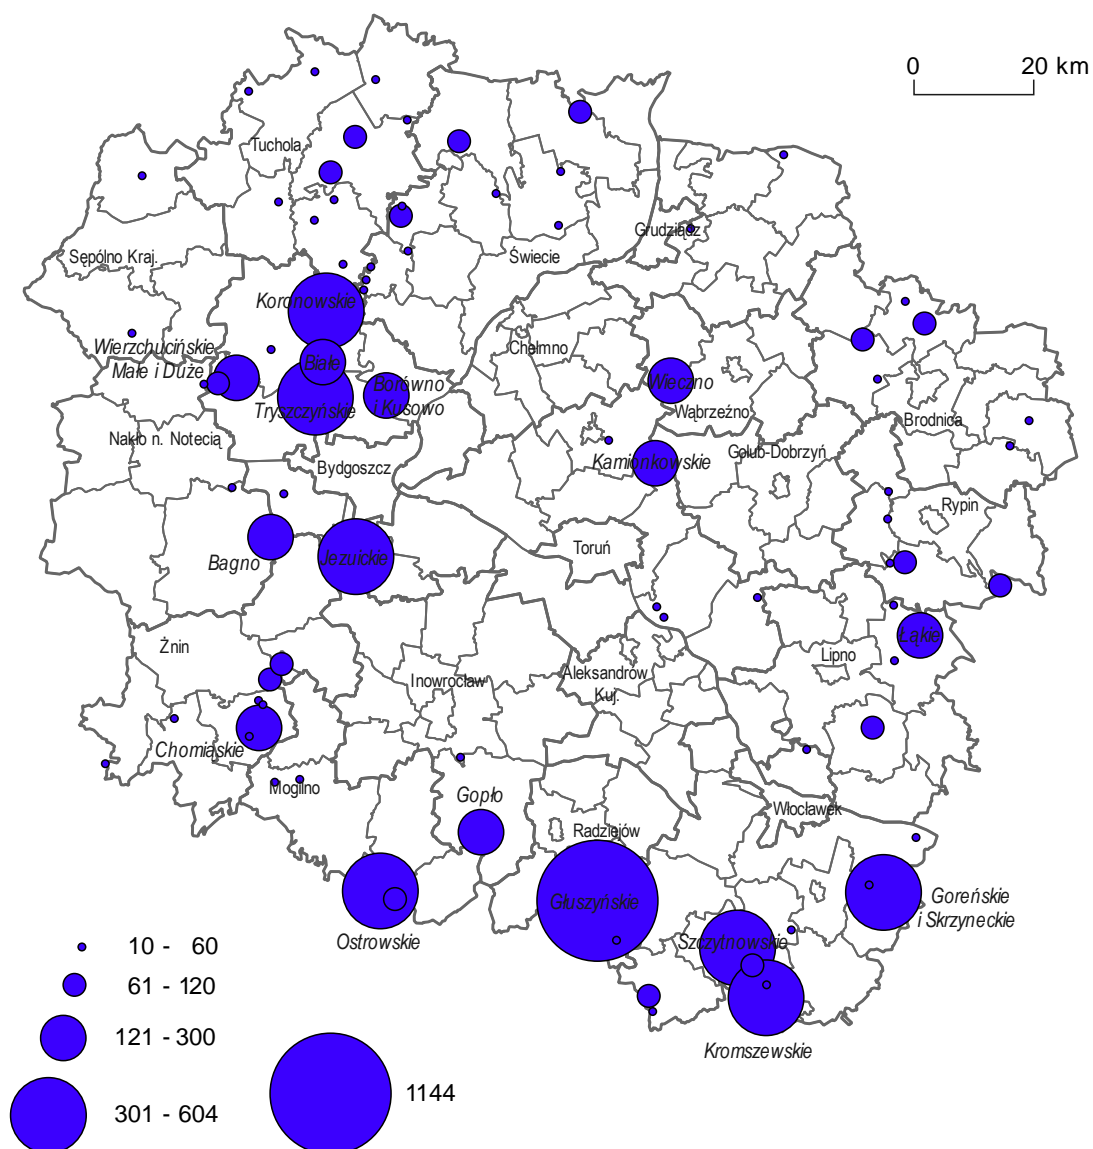 0 20 km
Tuchola
Grudziądz
Sępólno Kraj.
Świecie
Koronowskie
Wierzchucińskie
Małe i Duże
Chełmno
Białe
Borówno
i Kusowo
Wieczno
Tryszczyńskie
Wąbrzeźno
Brodnica
Nakło n. Notecią
Bydgoszcz
Kamionkowskie
Golub-Dobrzyń
Rypin
Bagno
Jezuickie
Toruń
Żnin
Łąkie
Lipno
Inowrocław
Aleksandrów
Kuj.
Chomiąskie
Mogilno
Gopło
Włocławek
Radziejów
Głuszyńskie
Goreńskie
i Skrzyneckie
Ostrowskie
Szczytnowskie
Kromszewskie
10 - 60
61 - 120
121 - 300
301 - 604
1144